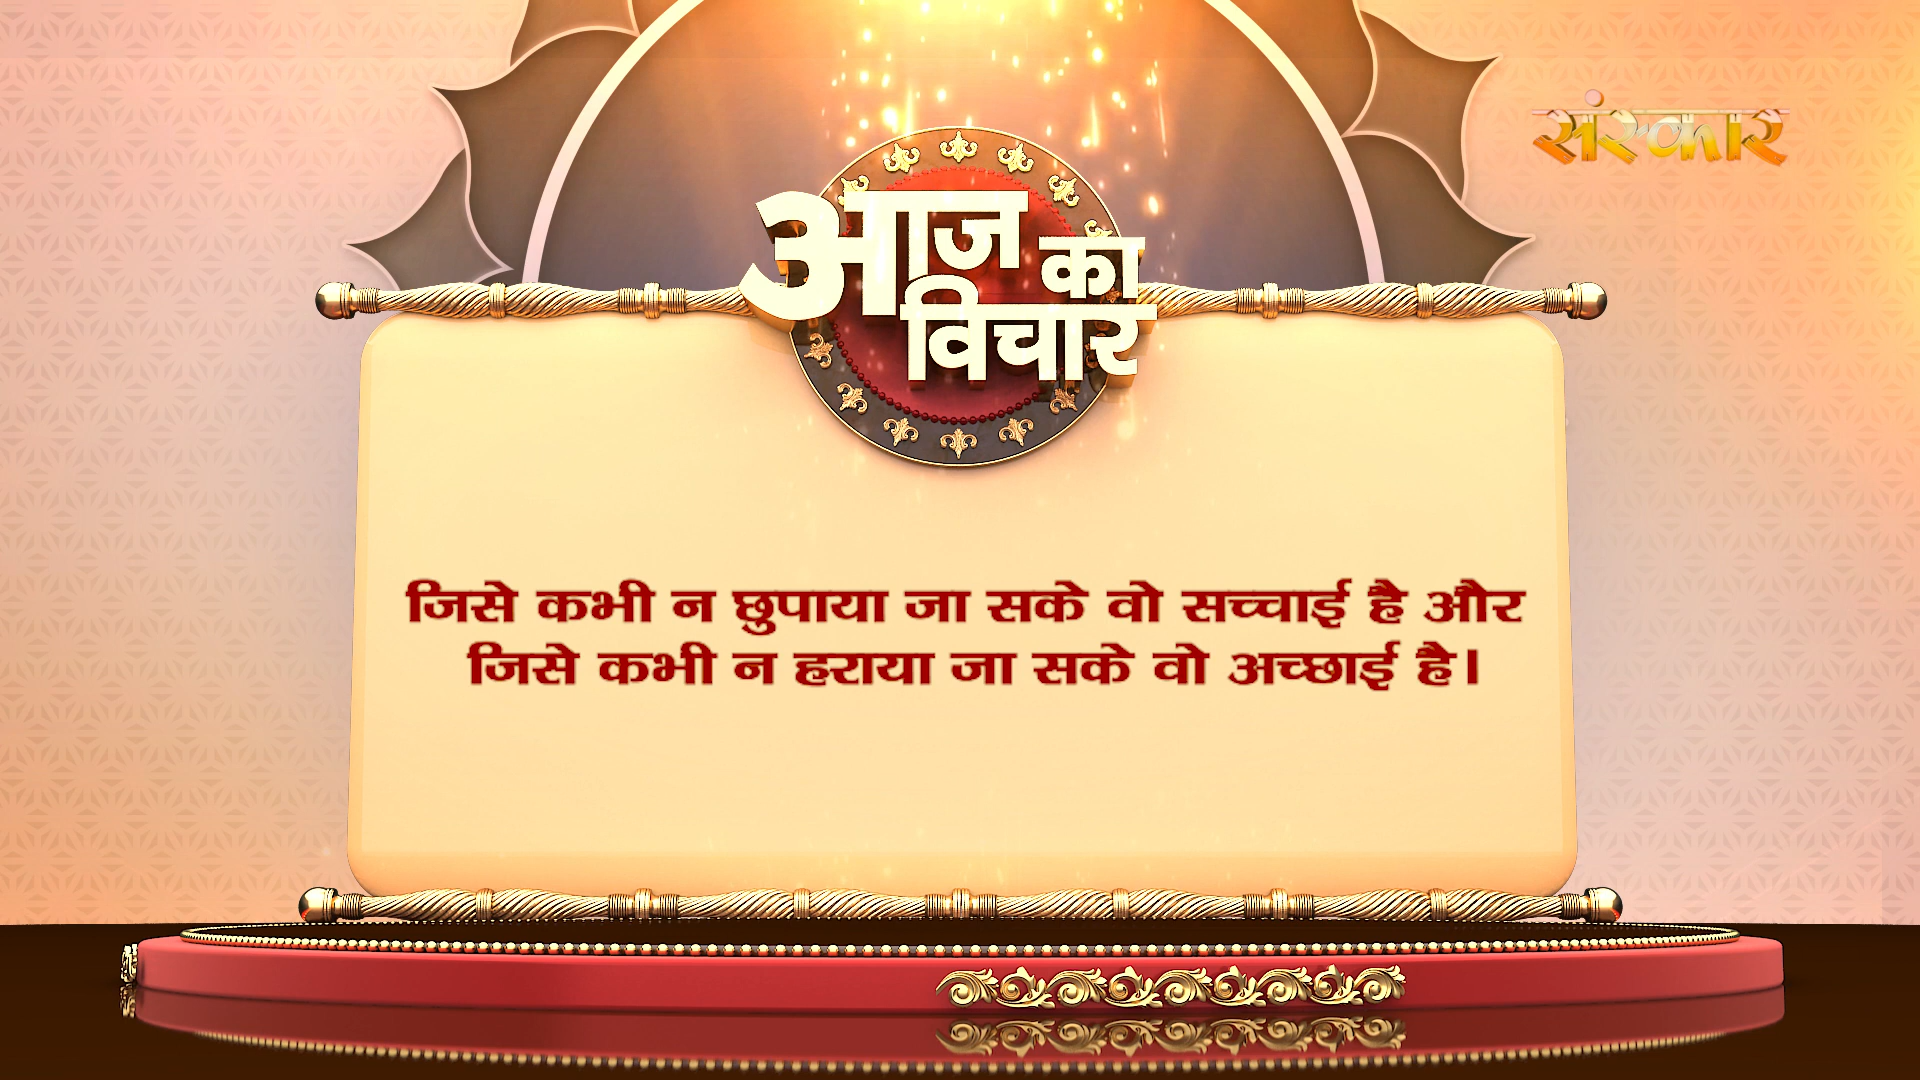 संस्कार
आज का
विचार
जिसे कभी न छुपाया जा सके वो सच्चाई है और
जिसे कभी न हराया जा सके वो अच्छाई है।